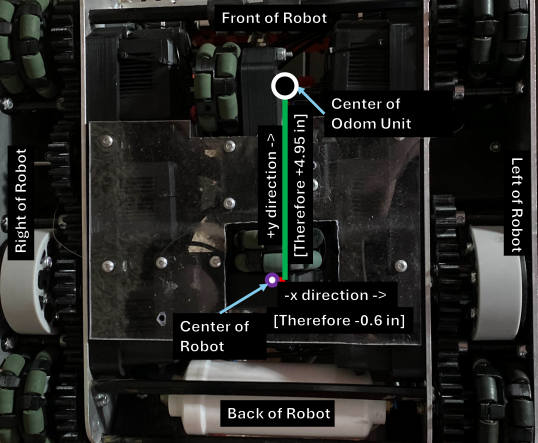 Front of Robot
Center of
Odom Unit
+y direction ->
[Therefore +4.95 in]
Right of Robot
Left of Robot
-x direction ->
[Therefore -0.6 in]
Center of
Robot
Back of Robot